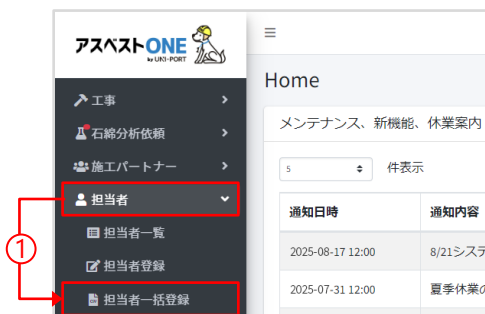 アスベストONE
by UNI-PORT
工事
石綿分析依頼
施工パートナー
担当者
担当者一覧
担当者登録
担当者一括登録
①
Home
メンテナンス、新機能、休業案内
5 件表示
通知日時 通知内容
2025-08-17 12:00 8/21システ
2025-07-31 12:00 夏季休業の